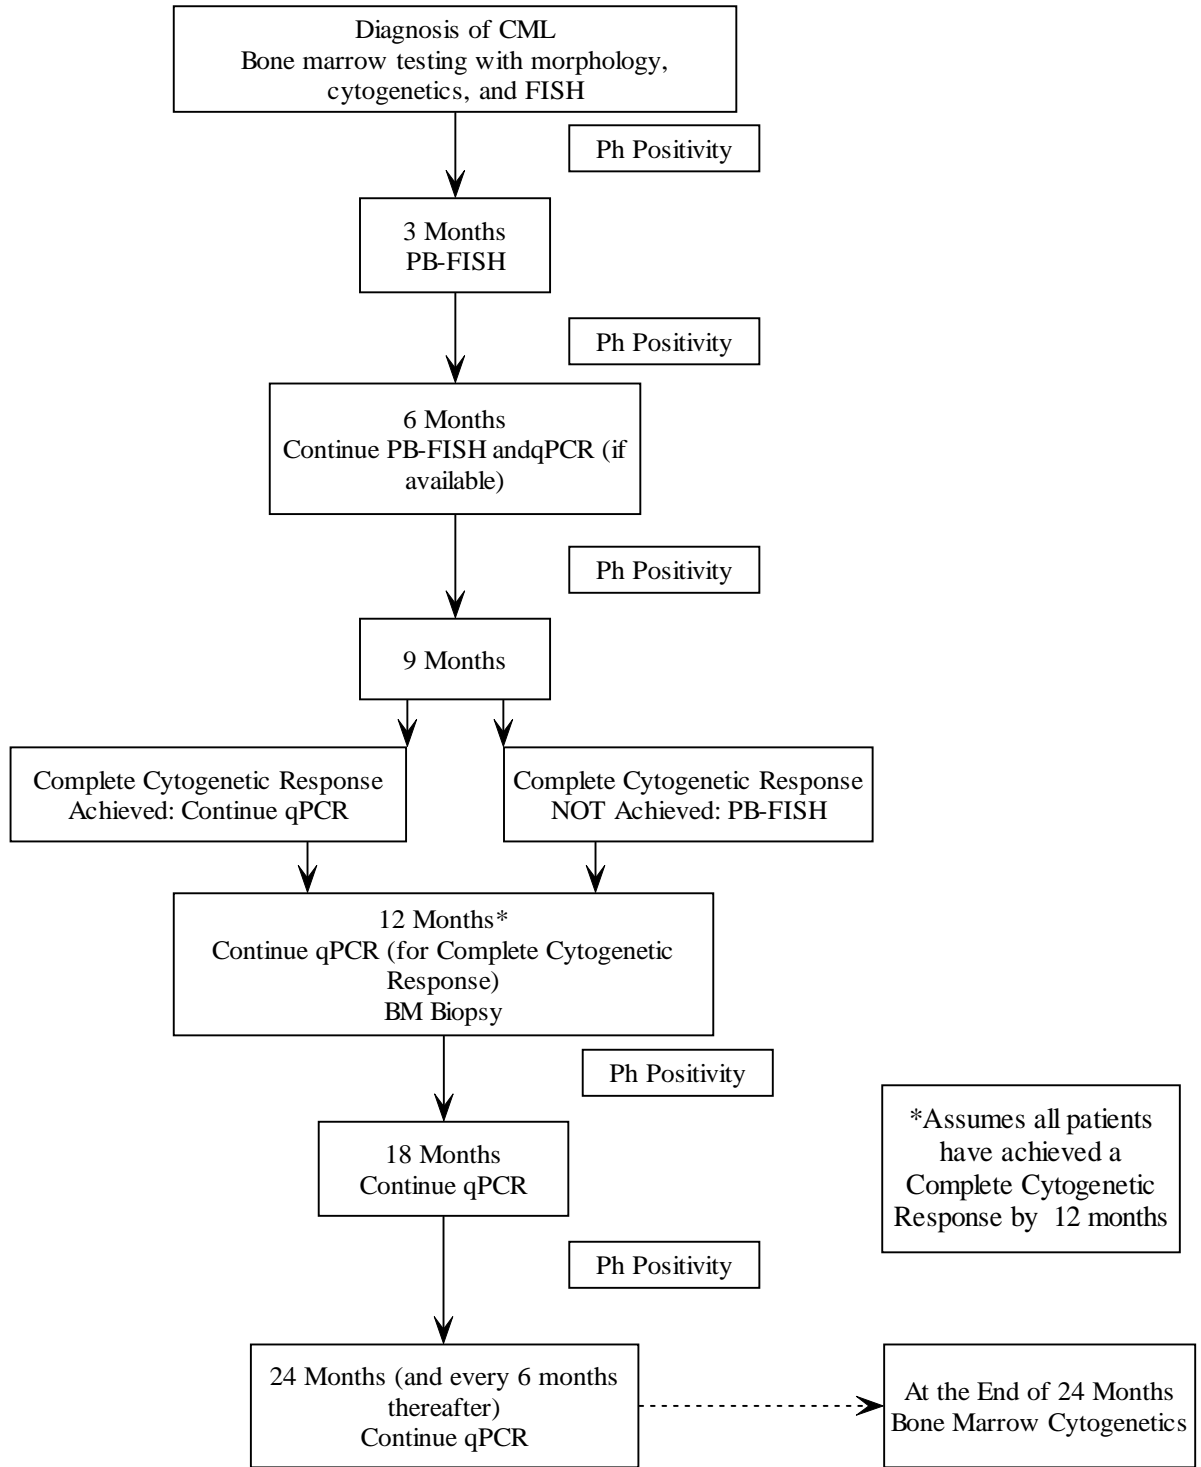 Diagnosis of CML
Bone marrow testing with morphology,
cytogenetics, and FISH
Ph Positivity
3 Months
PB-FISH
Ph Positivity
6 Months
Continue PB-FISH andqPCR (if
available)
Ph Positivity
9 Months
Complete Cytogenetic Response
Achieved: Continue qPCR
Complete Cytogenetic Response
NOT Achieved: PB-FISH
12 Months*
Continue qPCR (for Complete Cytogenetic
Response)
BM Biopsy
Ph Positivity
18 Months
Continue qPCR
*Assumes all patients
have achieved a
Complete Cytogenetic
Response by 12 months
Ph Positivity
24 Months (and every 6 months
thereafter)
Continue qPCR
At the End of 24 Months
Bone Marrow Cytogenetics